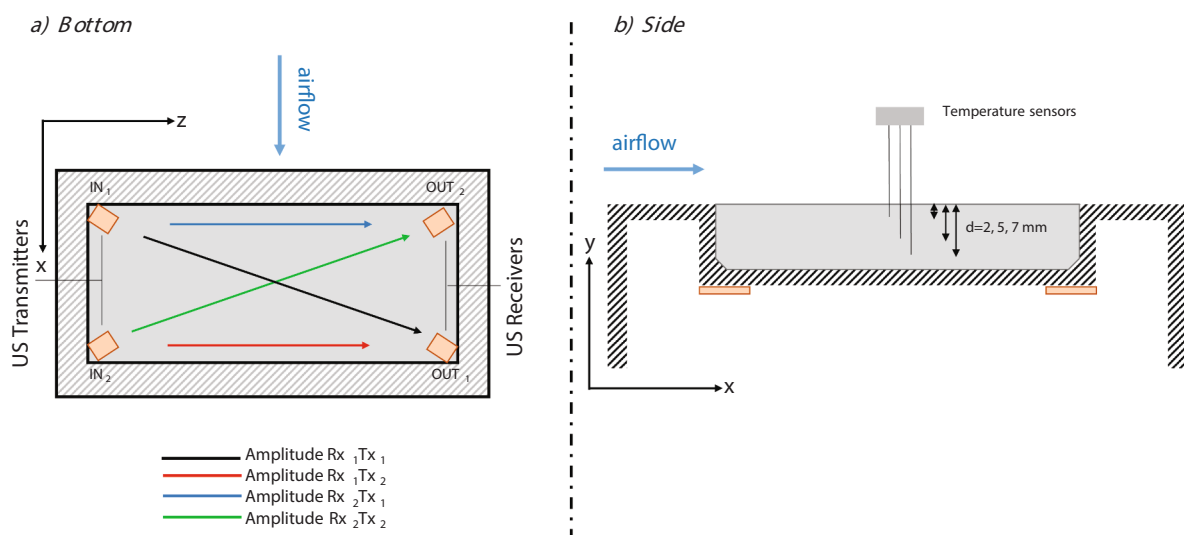 a) Bottom
airflow
z
x
IN 1
OUT 2
US Transmitters
US Receivers
IN 2
OUT 1
Amplitude Rx 1Tx 1
Amplitude Rx 1Tx 2
Amplitude Rx 2Tx 1
Amplitude Rx 2Tx 2
b) Side
Temperature sensors
airflow
d=2, 5, 7 mm
y
x